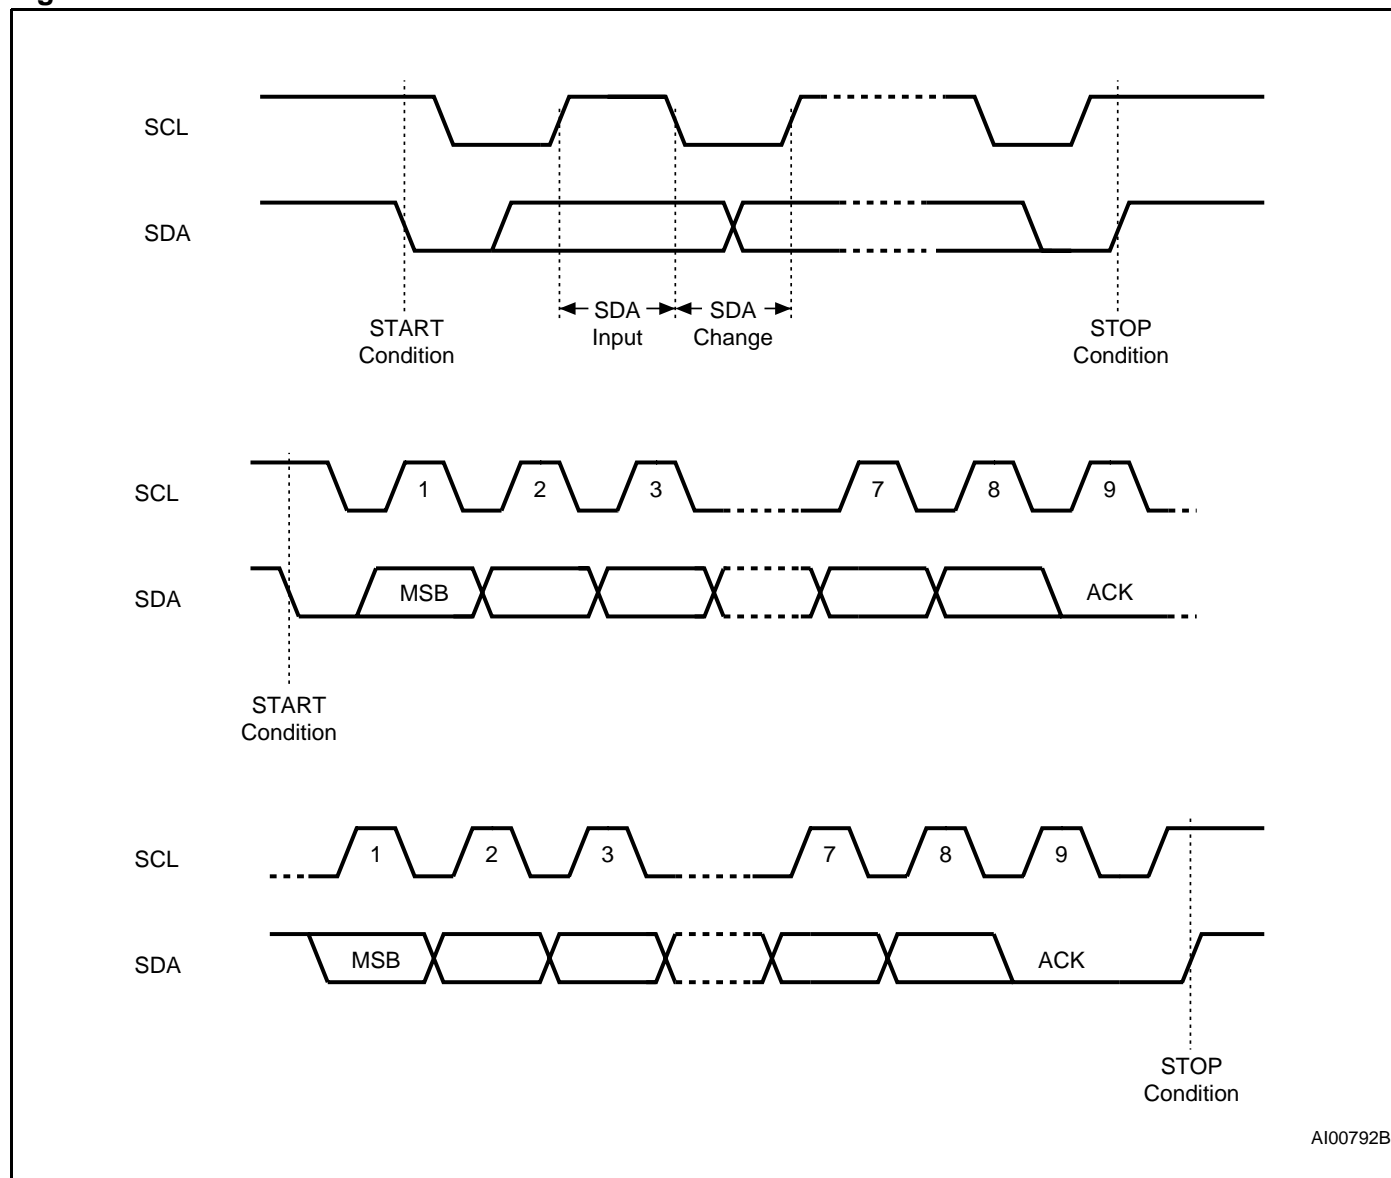 SCL
SDA
SDA
Input
SDA
Change
START
Condition
STOP
Condition
SCL
1
2
3
7
8
9
SDA
MSB
ACK
START
Condition
SCL
1
2
3
7
8
9
SDA
MSB
ACK
STOP
Condition
AI00792B